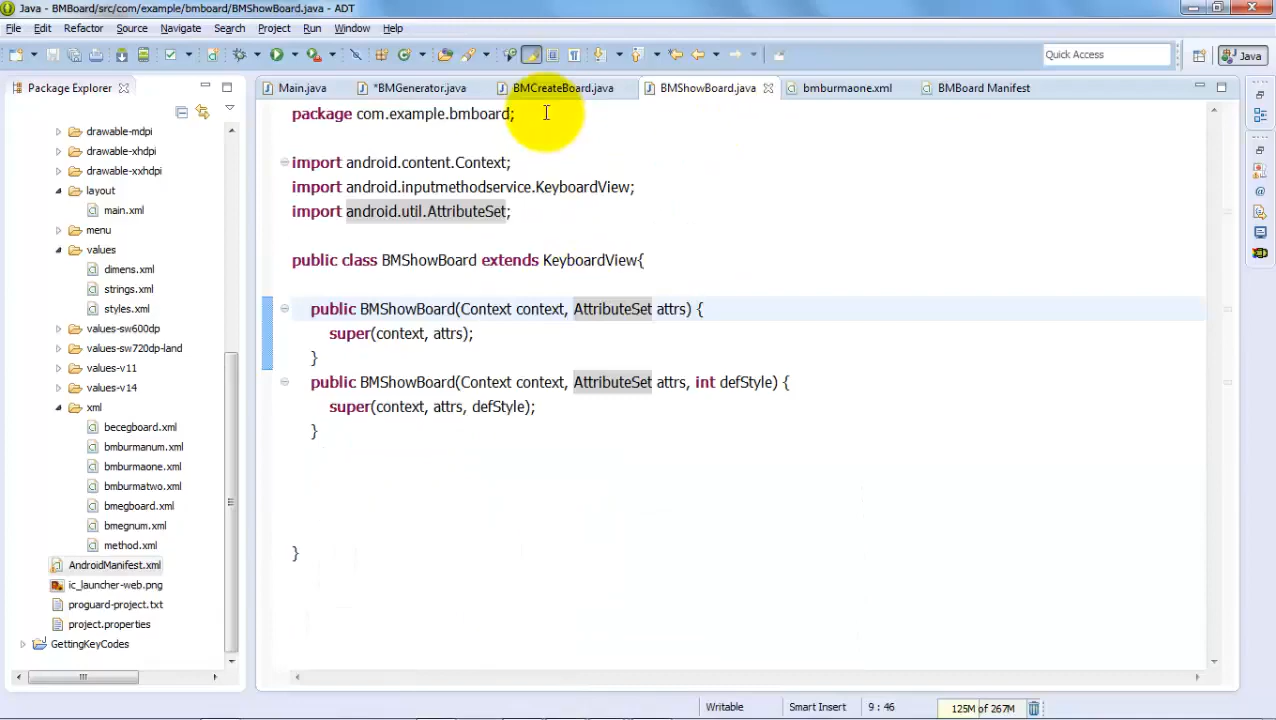 Java - BMBoard/src/com/example/bmboard/BMShowBoard.java - ADT
File Edit Refactor Source Navigate Search Project Run Window Help
Quick Access
Java
Package Explorer
Main.java
*BMGenerator.java
BMCreateBoard.java
BMShowBoard.java
bmburmaone.xml
BMBoard Manifest
drawable-mdpi
drawable-xhdpi
drawable-xxhdpi
layout
main.xml
menu
values
dimens.xml
strings.xml
styles.xml
values-sw600dp
values-sw720dp-land
values-v11
values-v14
xml
becegboard.xml
bmburmanum.xml
bmburmaone.xml
bmburmatwo.xml
bmegboard.xml
bmegnum.xml
method.xml
AndroidManifest.xml
ic_launcher-web.png
proguard-project.txt
project.properties
GettingKeyCodes
package com.example.bmboard;
import android.content.Context;
import android.inputmethodservice.KeyboardView;
import android.util.AttributeSet;
public class BMShowBoard extends KeyboardView{
public BMShowBoard(Context context, AttributeSet attrs) {
super(context, attrs);
}
public BMShowBoard(Context context, AttributeSet attrs, int defStyle) {
super(context, attrs, defStyle);
}
}
Writable
Smart Insert
9 : 46
125M of 267M